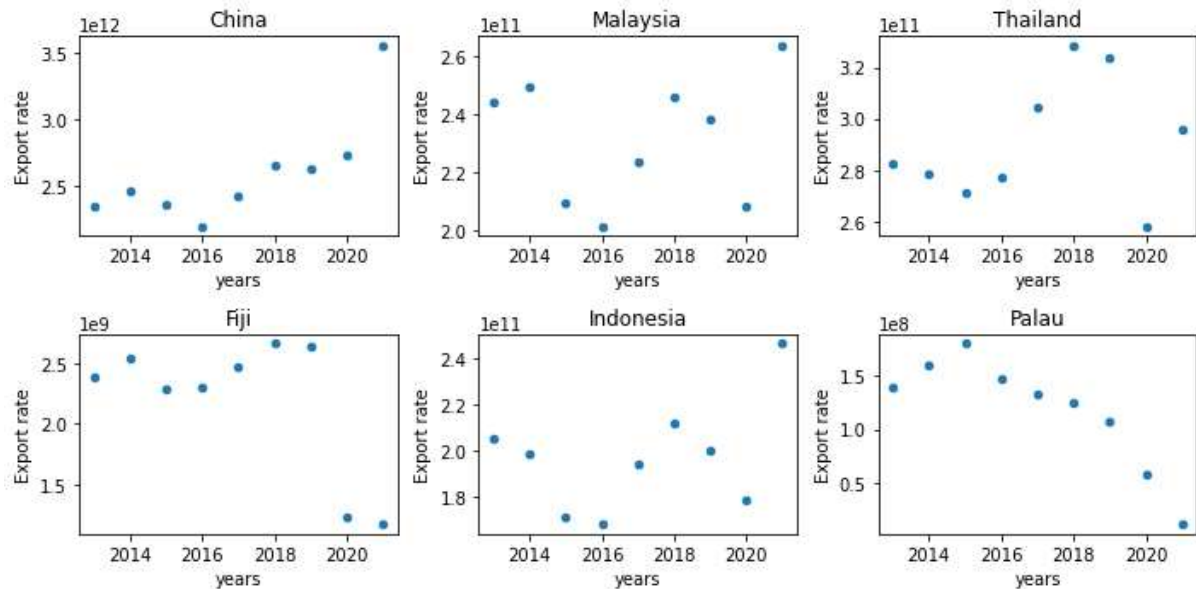 China
1e12
3.5
3.0
2.5
Export rate
2014 2016 2018 2020
years
Malaysia
1e11
2.6
2.4
2.2
2.0
Export rate
2014 2016 2018 2020
years
Thailand
1e11
3.2
3.0
2.8
2.6
Export rate
2014 2016 2018 2020
years
Fiji
1e9
2.5
2.0
1.5
Export rate
2014 2016 2018 2020
years
Indonesia
1e11
2.4
2.2
2.0
1.8
Export rate
2014 2016 2018 2020
years
Palau
1e8
1.5
1.0
0.5
Export rate
2014 2016 2018 2020
years